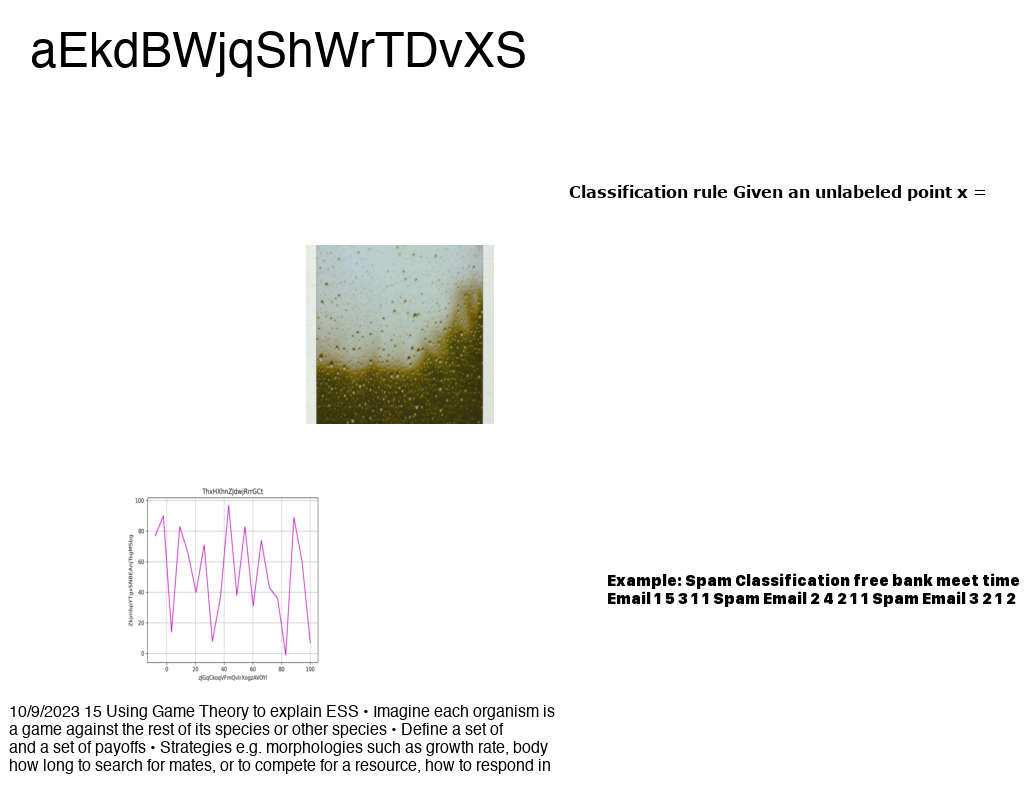 aEkdBWjqShWrTDvXS
Classification rule Given an unlabeled point x =
ThxHXhnZJdwjRrrGCt
100
80
60
40
20
0
0 20 40 60 80 100
Example: Spam Classification free bank meet time
Email 1 5 3 1 1 Spam Email 2 4 2 1 1 Spam Email 3 2 1 2
10/9/2023 15 Using Game Theory to explain ESS • Imagine each organism is
a game against the rest of its species or other species • Define a set of
and a set of payoffs • Strategies e.g. morphologies such as growth rate, body
how long to search for mates, or to compete for a resource, how to respond in